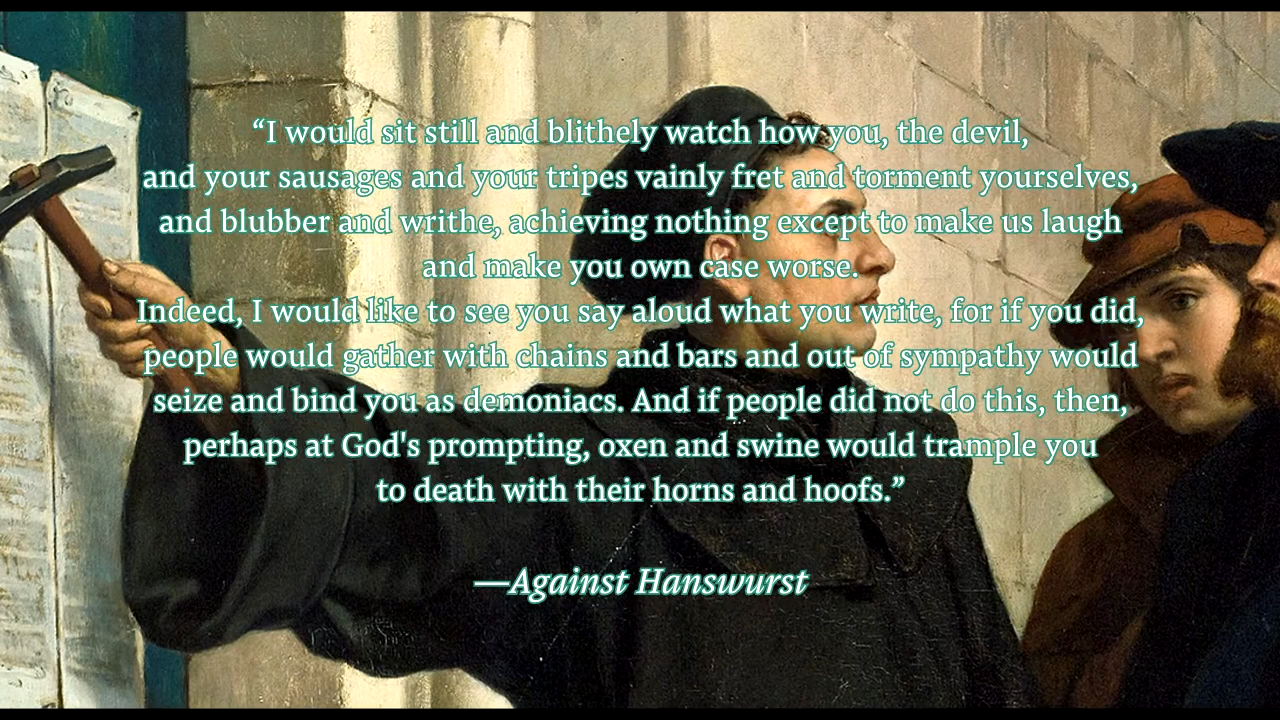 “I would sit still and blithely watch how you, the devil,
and your sausages and your tripes vainly fret and torment yourselves,
and blubber and writhe, achieving nothing except to make us laugh
and make you own case worse.
Indeed, I would like to see you say aloud what you write, for if you did,
people would gather with chains and bars and out of sympathy would
seize and bind you as demoniacs. And if people did not do this, then,
perhaps at God's prompting, oxen and swine would trample you
to death with their horns and hoofs.”
—Against Hanswurst